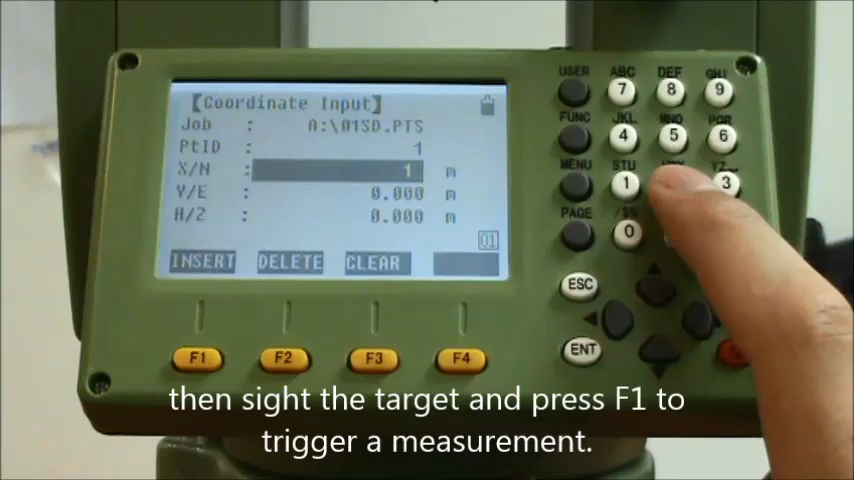 【Coordinate Input】
Job : A:\01SD.PTS
PtID : 1
X/N : 1 m
Y/E : 0.000 m
H/Z : 0.000 m
01
INSERT DELETE CLEAR
F1 F2 F3 F4
USER ABC DEF GHI
7 8 9
FUNC JKL MNO PQR
4 5 6
MENU STU YZ
1 3
PAGE
0
ESC
ENT
then sight the target and press F1 to
trigger a measurement.